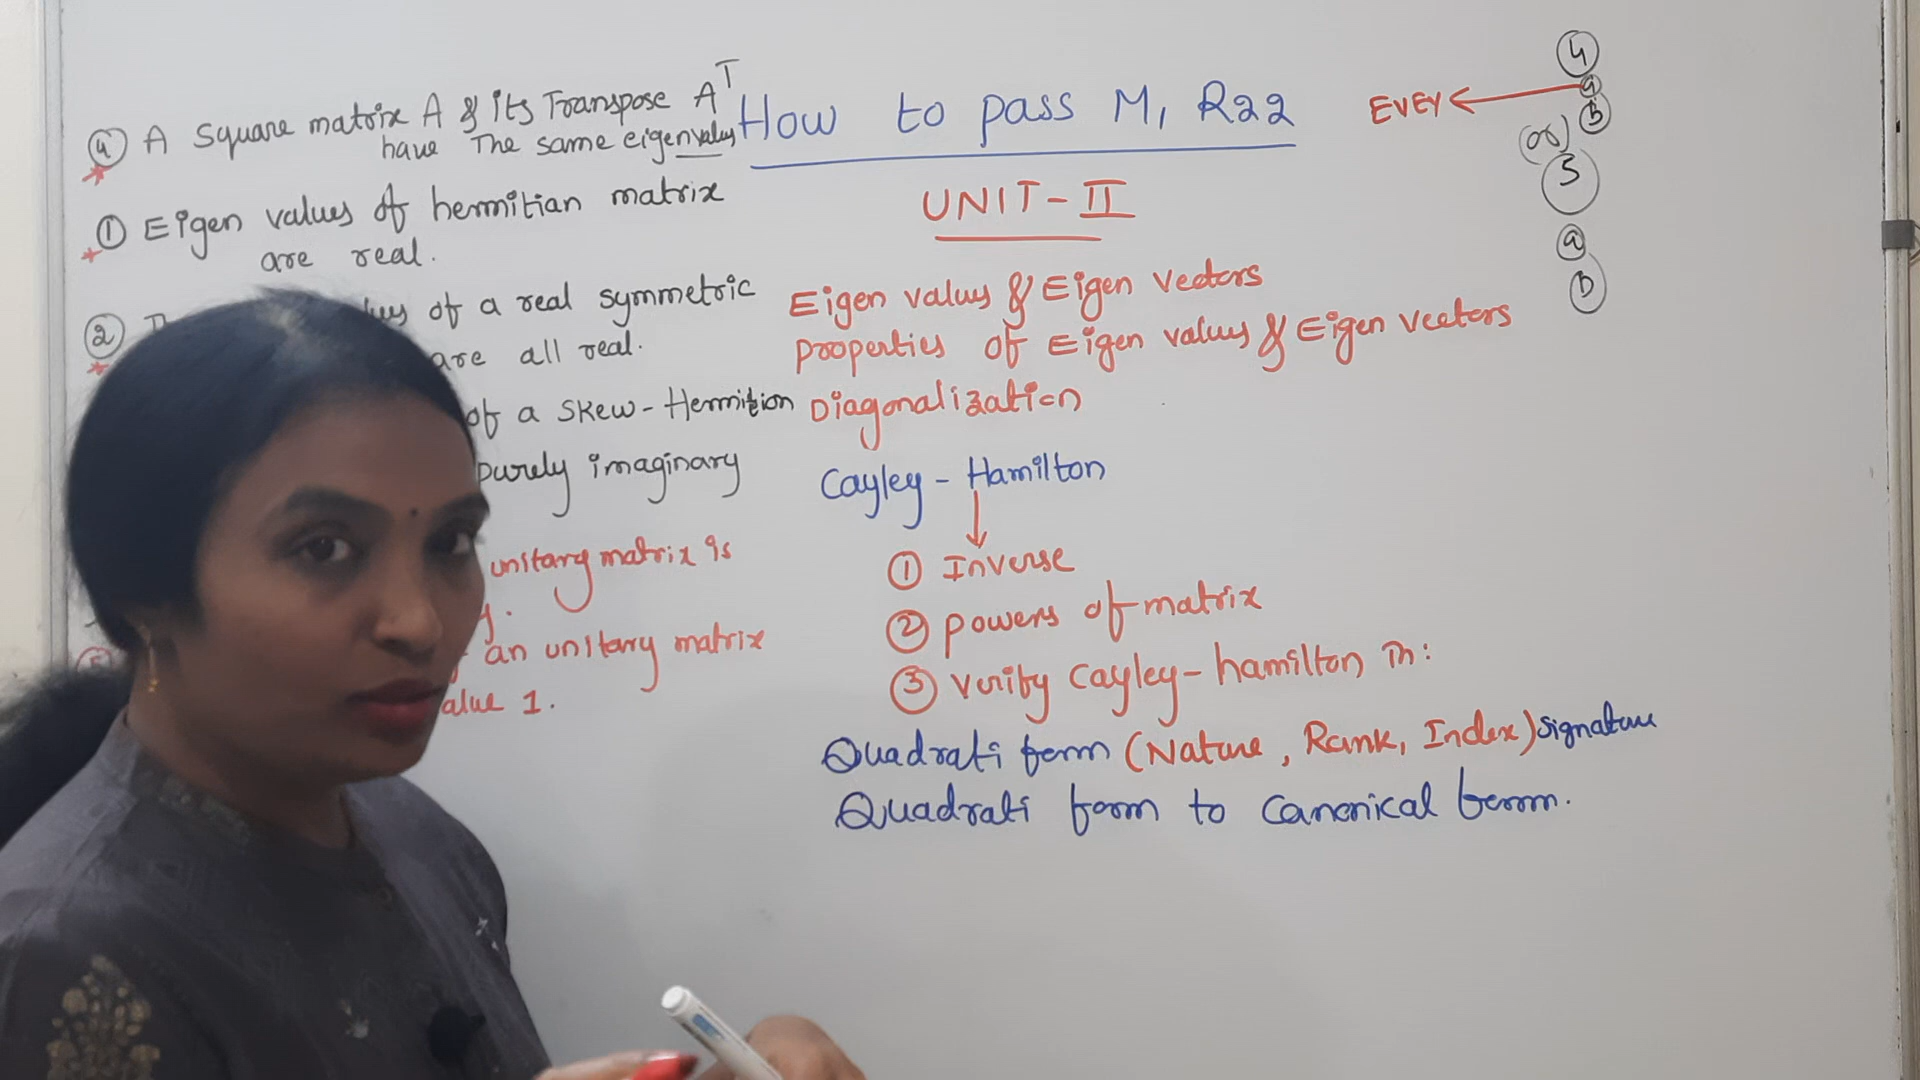 How to pass M1 R22
UNIT-II
(a) A Square matrix A & its Transpose A^T
have The same eigenvalues
① Eigen values of hermitian matrix
are real.
② of a real symmetric
are all real.
of a Skew-Hermition
purely imaginary
unitary matrix is
an unitary matrix
value 1.
Eigen values & Eigen Vectors
properties of Eigen values & Eigen Vectors
Diagonalization
Cayley - Hamilton
① Inverse
② powers of matrix
③ Verify Cayley-hamilton Th:
Quadrati form (Nature, Rank, Index) Signature
Quadrati form to Canonical form.
4
EVEV a
b
(or)
5
a
b